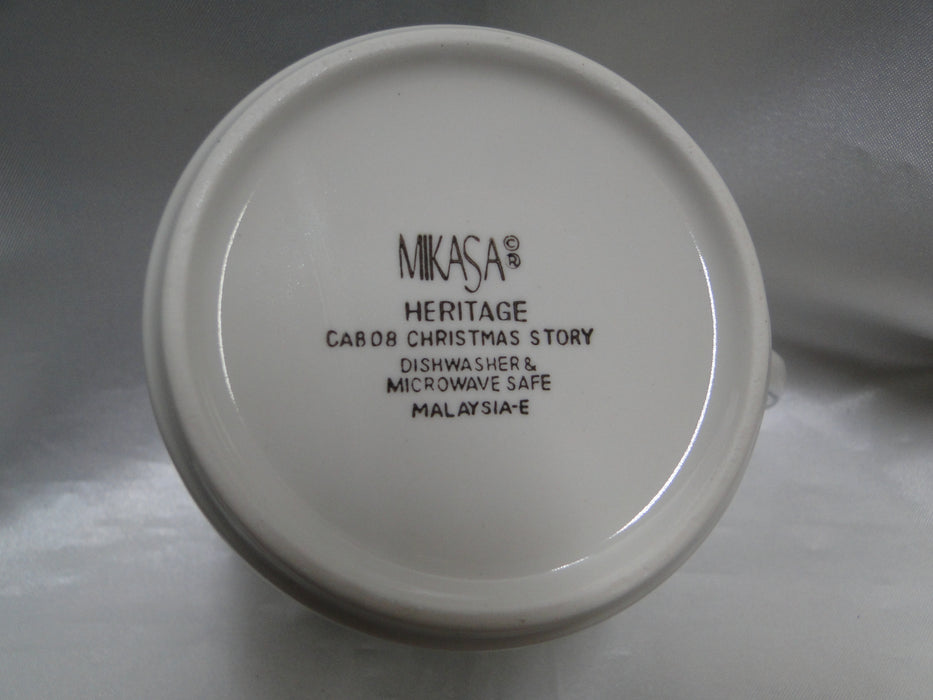 MIKASA©®
HERITAGE
CAB08 CHRISTMAS STORY
DISHWASHER &
MICROWAVE SAFE
MALAYSIA-E